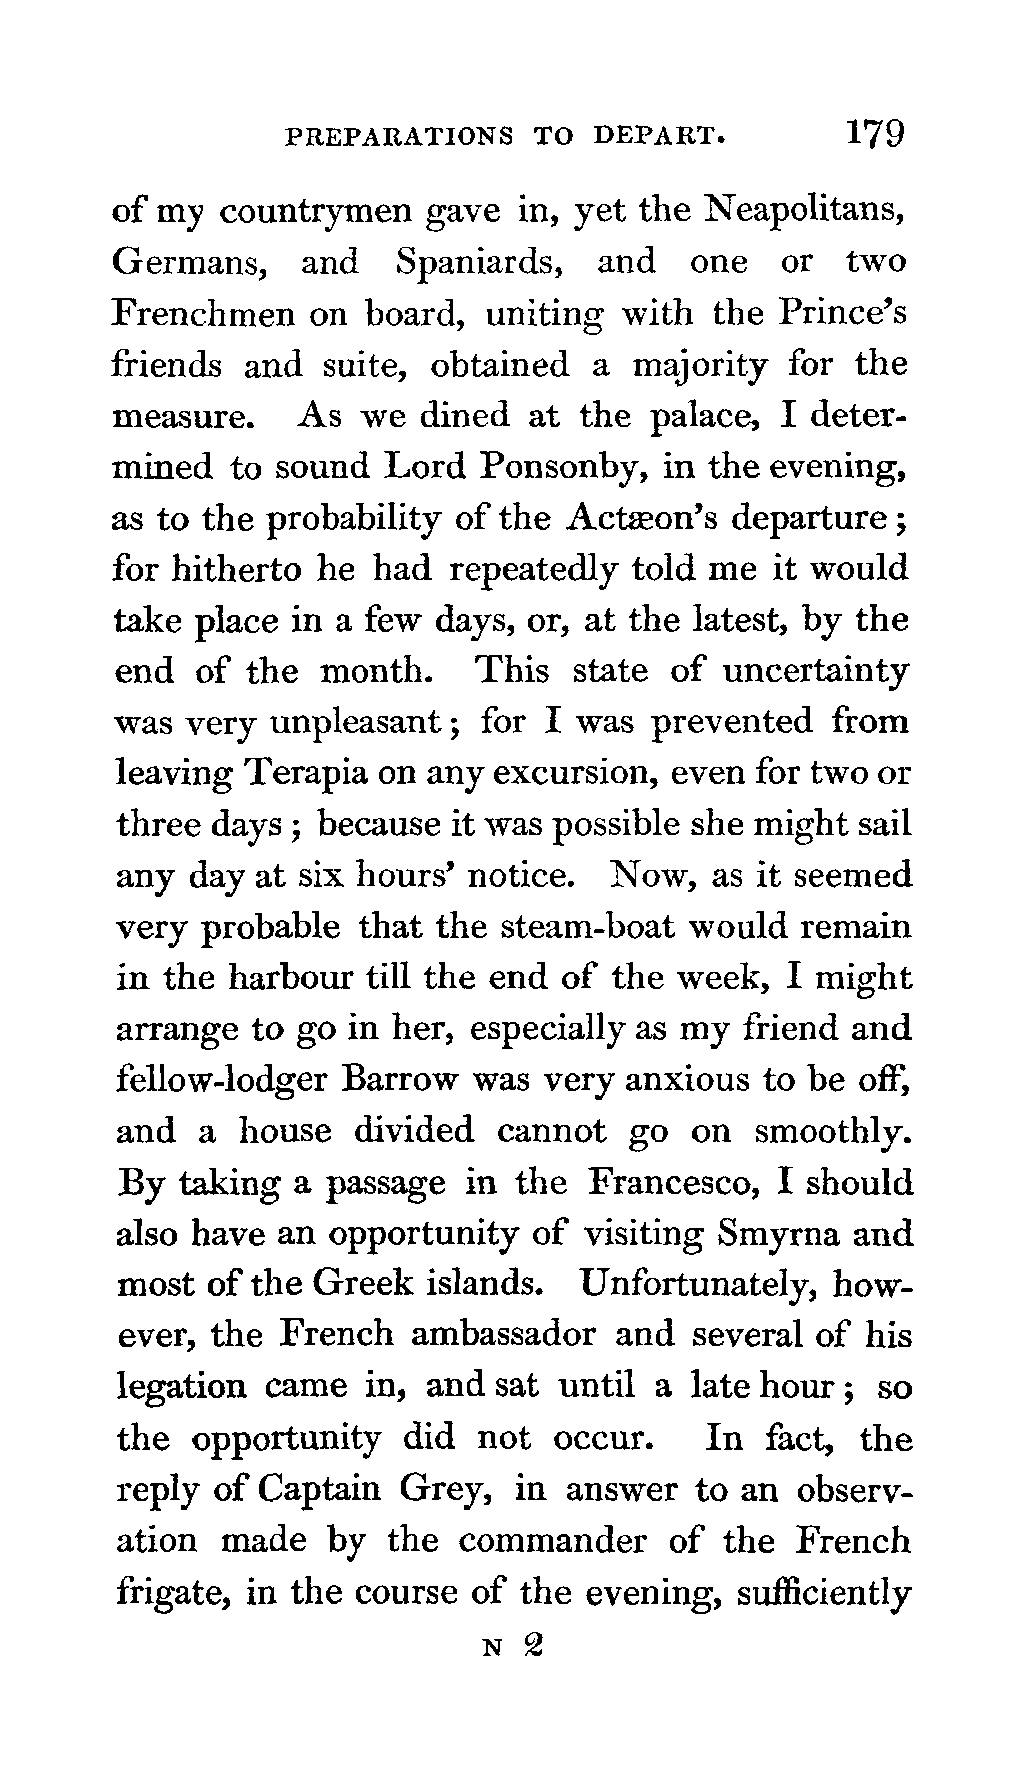 PREPARATIONS TO DEPART. 179
of my countrymen gave in, yet the Neapolitans,
Germans, and Spaniards, and one or two
Frenchmen on board, uniting with the Prince's
friends and suite, obtained a majority for the
measure. As we dined at the palace, I deter-
mined to sound Lord Ponsonby, in the evening,
as to the probability of the Actæon's departure;
for hitherto he had repeatedly told me it would
take place in a few days, or, at the latest, by the
end of the month. This state of uncertainty
was very unpleasant; for I was prevented from
leaving Terapia on any excursion, even for two or
three days; because it was possible she might sail
any day at six hours' notice. Now, as it seemed
very probable that the steam-boat would remain
in the harbour till the end of the week, I might
arrange to go in her, especially as my friend and
fellow-lodger Barrow was very anxious to be off,
and a house divided cannot go on smoothly.
By taking a passage in the Francesco, I should
also have an opportunity of visiting Smyrna and
most of the Greek islands. Unfortunately, how-
ever, the French ambassador and several of his
legation came in, and sat until a late hour; so
the opportunity did not occur. In fact, the
reply of Captain Grey, in answer to an observ-
ation made by the commander of the French
frigate, in the course of the evening, sufficiently
N 2